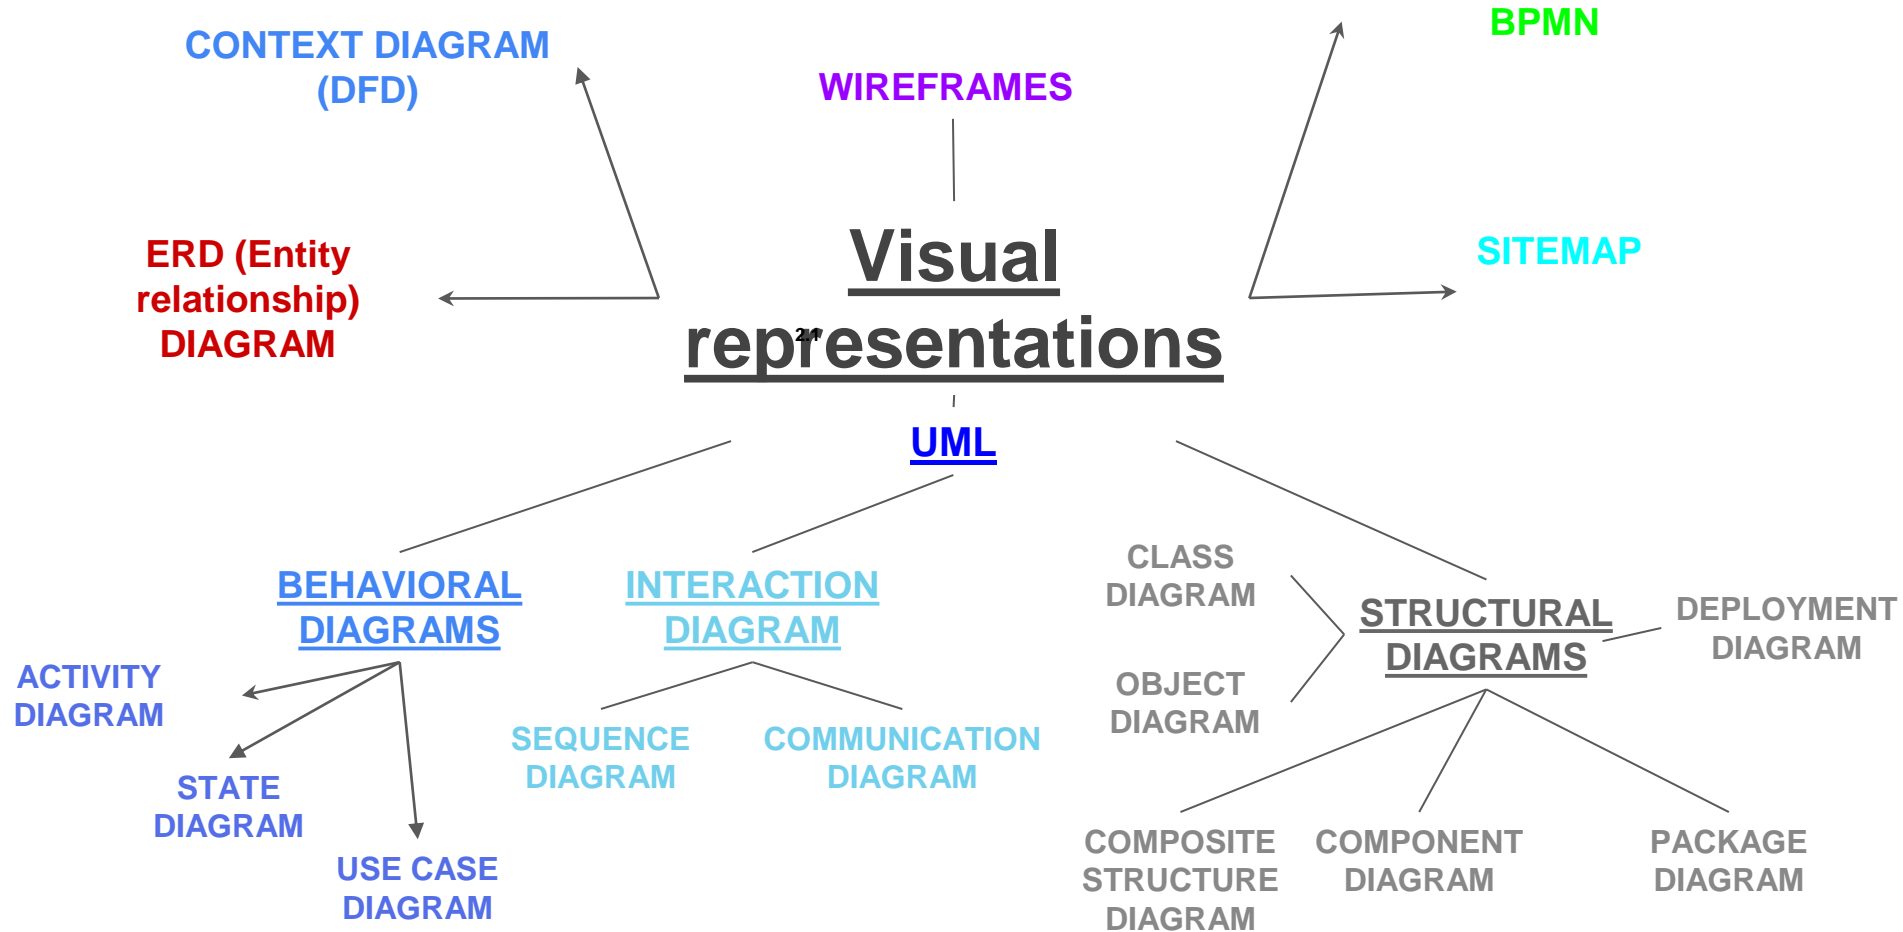 CONTEXT DIAGRAM
(DFD)
WIREFRAMES
BPMN
ERD (Entity
relationship)
DIAGRAM
Visual
representations
2.1
SITEMAP
UML
BEHAVIORAL
DIAGRAMS
INTERACTION
DIAGRAM
CLASS
DIAGRAM
OBJECT
DIAGRAM
STRUCTURAL
DIAGRAMS
DEPLOYMENT
DIAGRAM
ACTIVITY
DIAGRAM
STATE
DIAGRAM
USE CASE
DIAGRAM
SEQUENCE
DIAGRAM
COMMUNICATION
DIAGRAM
COMPOSITE
STRUCTURE
DIAGRAM
COMPONENT
DIAGRAM
PACKAGE
DIAGRAM